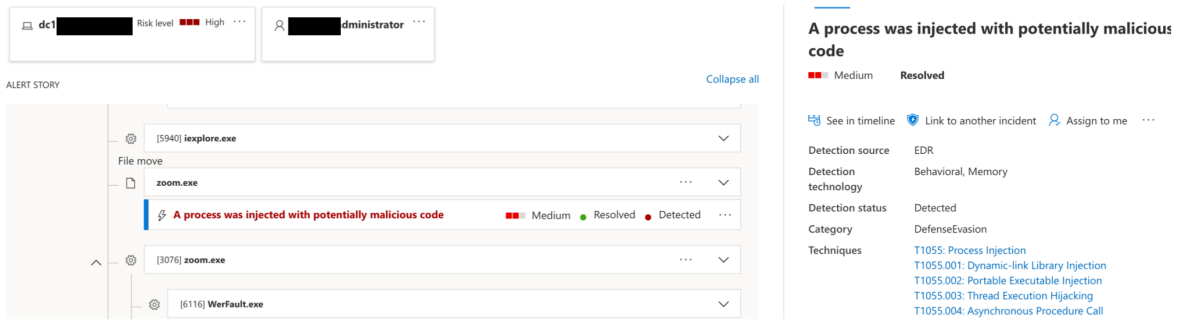 dc1 Risk level High ...
dministrator ...
ALERT STORY
Collapse all
[5940] iexplore.exe
File move
zoom.exe ...
A process was injected with potentially malicious code Medium Resolved Detected ...
[3076] zoom.exe ...
[6116] WerFault.exe
A process was injected with potentially malicious
code
Medium Resolved
See in timeline Link to another incident Assign to me ...
Detection source EDR
Detection Behavioral, Memory
technology
Detection status Detected
Category DefenseEvasion
Techniques T1055: Process Injection
T1055.001: Dynamic-link Library Injection
T1055.002: Portable Executable Injection
T1055.003: Thread Execution Hijacking
T1055.004: Asynchronous Procedure Call